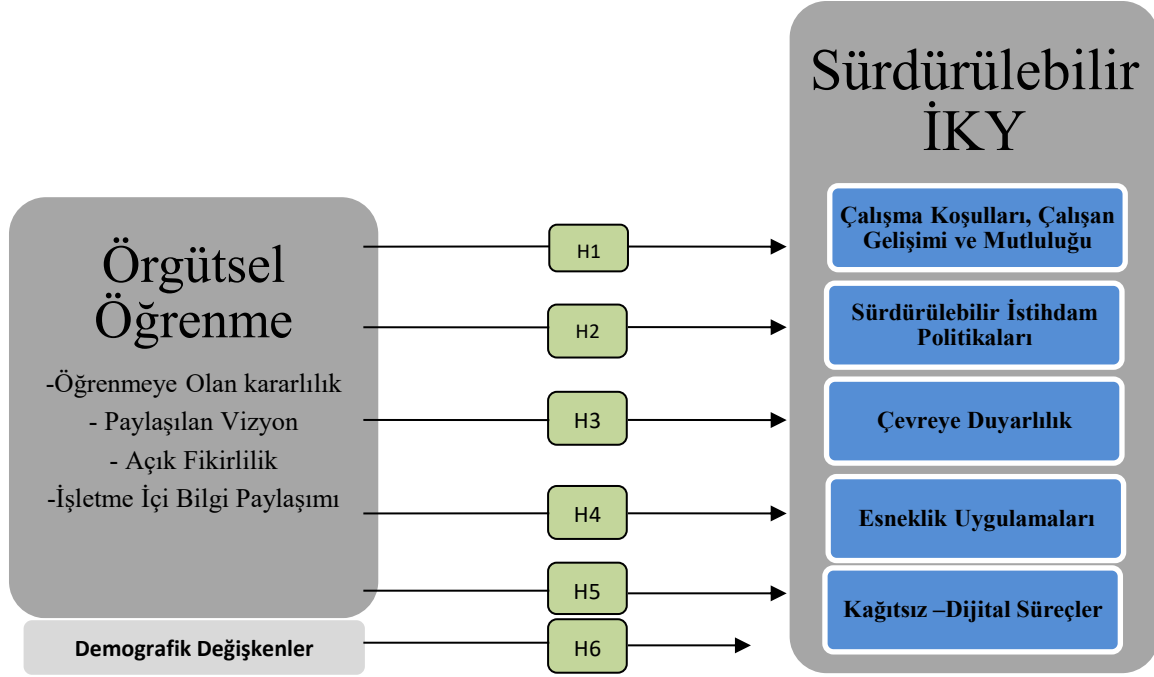 Örgütsel
Öğrenme
-Öğrenmeye Olan kararlılık
- Paylaşılan Vizyon
- Açık Fikirlilik
-İşletme İçi Bilgi Paylaşımı
Demografik Değişkenler
H1
H2
H3
H4
H5
H6
Sürdürülebilir
İKY
Çalışma Koşulları, Çalışan
Gelişimi ve Mutluluğu
Sürdürülebilir İstihdam
Politikaları
Çevreye Duyarlılık
Esneklik Uygulamaları
Kağıtsız –Dijital Süreçler